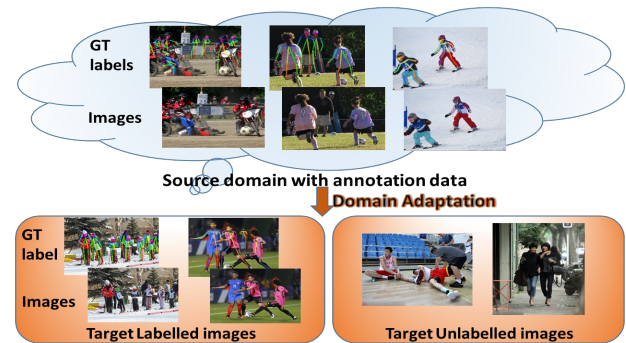 GT
labels
Images
Source domain with annotation data
Domain Adaptation
GT
label
Images
Target Labelled images
Target Unlabelled images